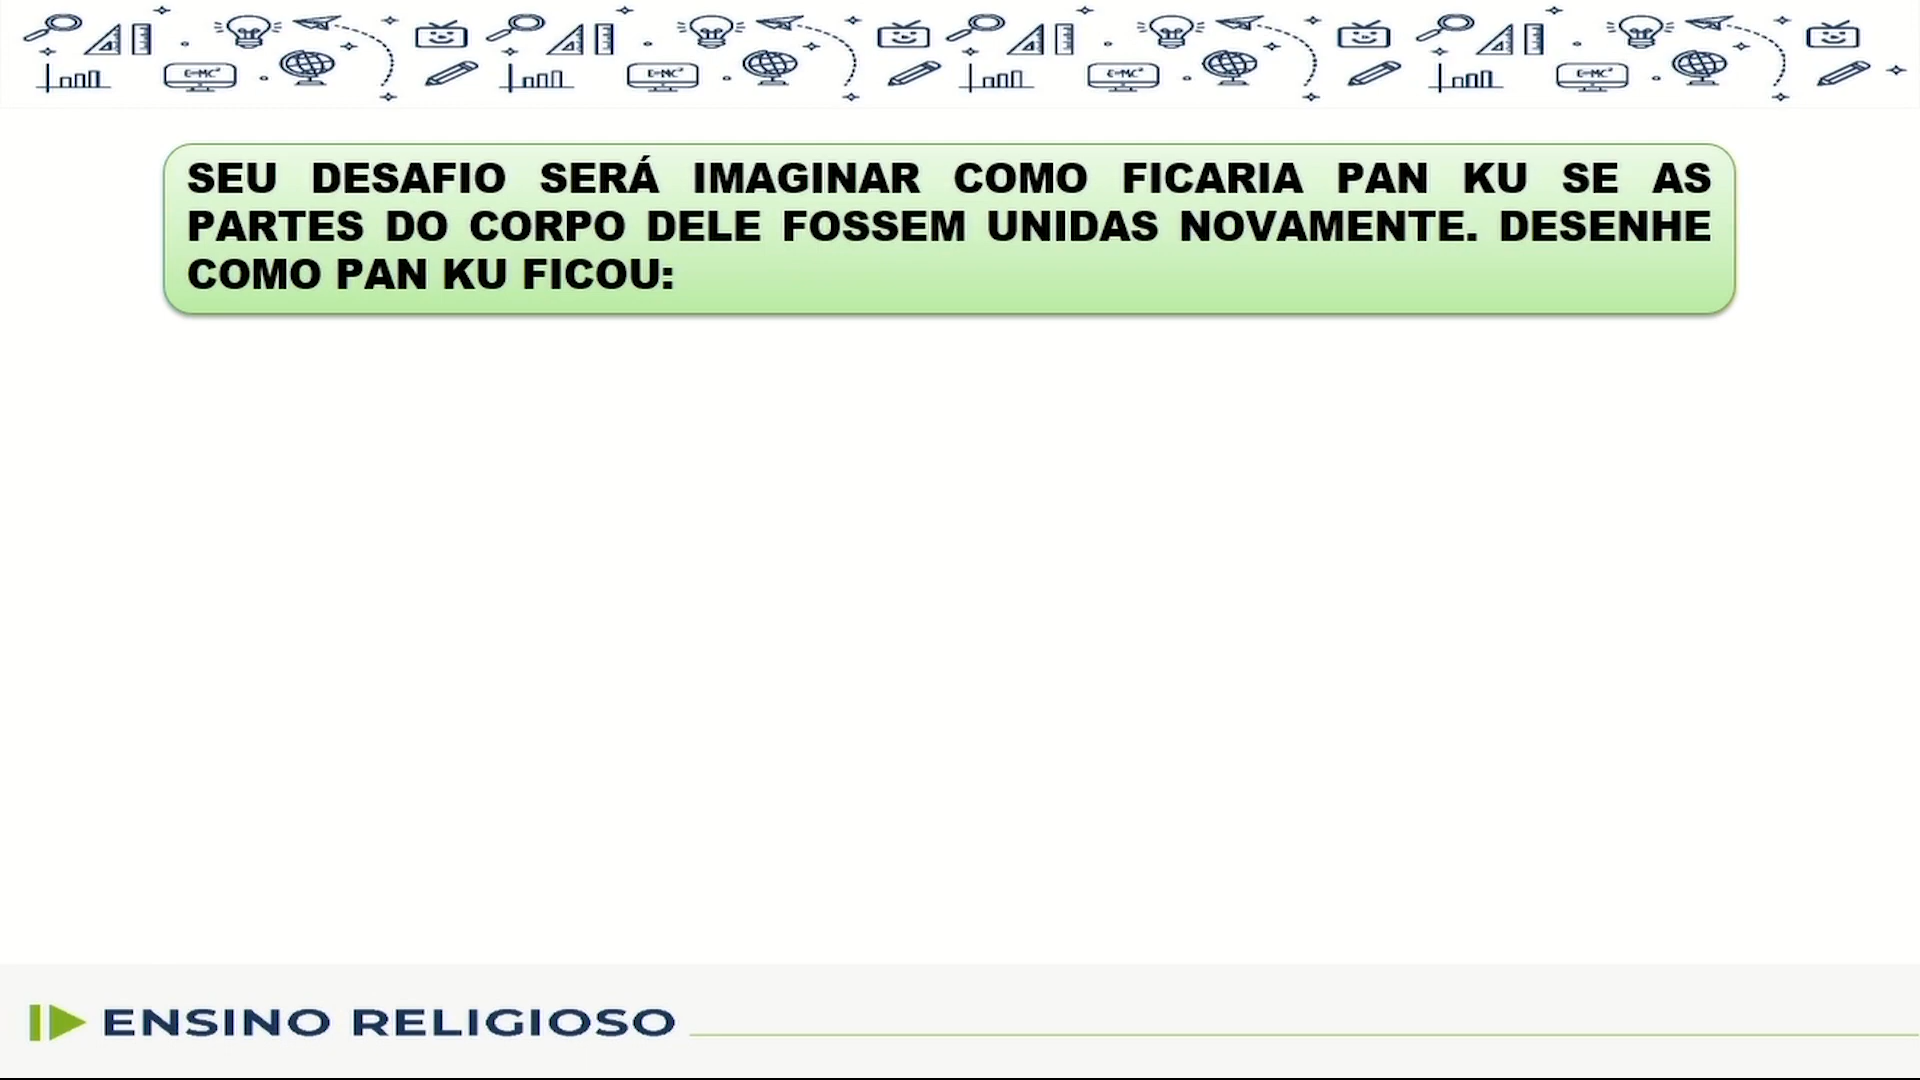 SEU DESAFIO SERÁ IMAGINAR COMO FICARIA PAN KU SE AS
PARTES DO CORPO DELE FOSSEM UNIDAS NOVAMENTE. DESENHE
COMO PAN KU FICOU:
ENSINO RELIGIOSO